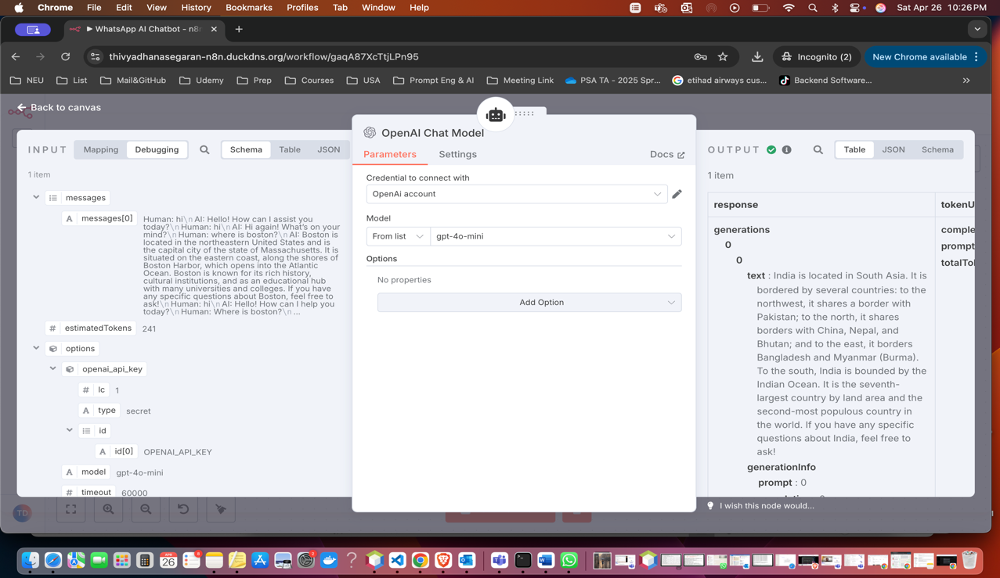 Chrome File Edit View History Bookmarks Profiles Tab Window Help
Sat Apr 26 10:26 PM
WhatsApp AI Chatbot - n8n
thivyadhanasegaran-n8n.duckdns.org/workflow/gaqA87XcTtjLPn95
Incognito (2)
New Chrome available
NEU List Mail&GitHub Udemy Prep Courses USA Prompt Eng & AI Meeting Link PSA TA - 2025 Spr... etihad airways cus... Backend Software...
Back to canvas
INPUT Mapping Debugging Schema Table JSON
1 item
messages
A messages[0]
Human: hi\n AI: Hello! How can I assist you
today?\n Human: hi\n AI: Hi again! What's on your
mind?\n Human: where is boston?\n AI: Boston is
located in the northeastern United States and is
the capital city of the state of Massachusetts. It is
situated on the eastern coast, along the shores of
Boston Harbor, which opens into the Atlantic
Ocean. Boston is known for its rich history,
cultural institutions, and as an educational hub
with many universities and colleges. If you have
any specific questions about Boston, feel free to
ask!\n Human: hi\n AI: Hello! How can I help you
today?\n Human: Where is boston?\n ...
# estimatedTokens 241
options
openai_api_key
# lc 1
A type secret
id
A id[0] OPENAI_API_KEY
A model gpt-4o-mini
# timeout 60000
TD
OpenAI Chat Model
Parameters Settings Docs
Credential to connect with
OpenAi account
Model
From list gpt-4o-mini
Options
No properties
Add Option
OUTPUT Table JSON Schema
1 item
response tokenU
generations
0
0
text : India is located in South Asia. It is
bordered by several countries: to the
northwest, it shares a border with
Pakistan; to the north, it shares
borders with China, Nepal, and
Bhutan; and to the east, it borders
Bangladesh and Myanmar (Burma).
To the south, India is bounded by the
Indian Ocean. It is the seventh-
largest country by land area and the
second-most populous country in
the world. If you have any specific
questions about India, feel free to
ask!
generationInfo
prompt : 0
comple
prompt
totalTo
I wish this node would...
APR
26